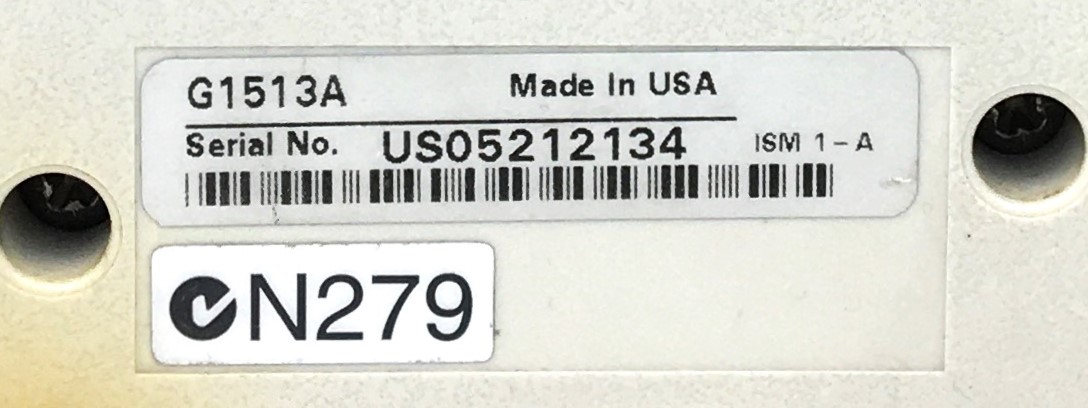 G1513A Made In USA
Serial No. US05212134 ISM 1-A
N279